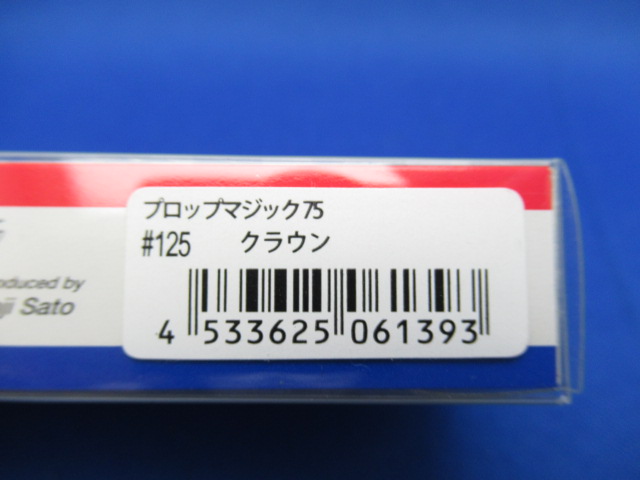 プロップマジック75
#125 クラウン
4 533625 061393
oduced by
ji Sato